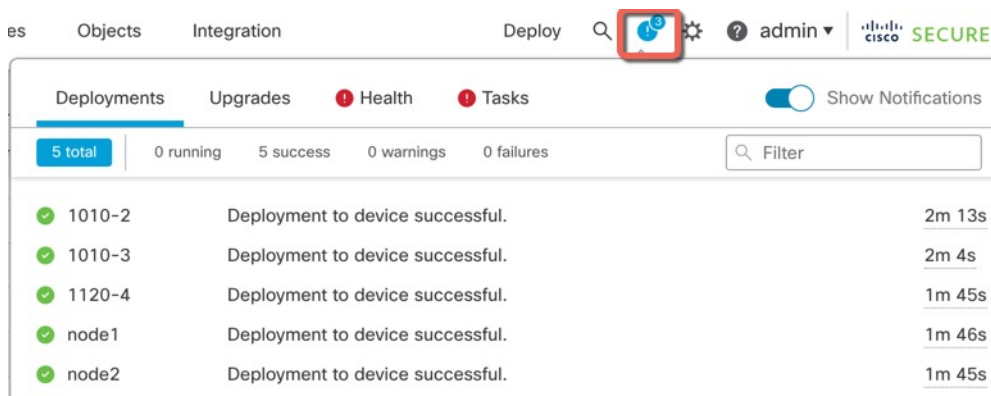 es Objects Integration Deploy 3 admin cisco SECURE
Deployments Upgrades Health Tasks Show Notifications
5 total 0 running 5 success 0 warnings 0 failures Filter
1010-2 Deployment to device successful. 2m 13s
1010-3 Deployment to device successful. 2m 4s
1120-4 Deployment to device successful. 1m 45s
node1 Deployment to device successful. 1m 46s
node2 Deployment to device successful. 1m 45s